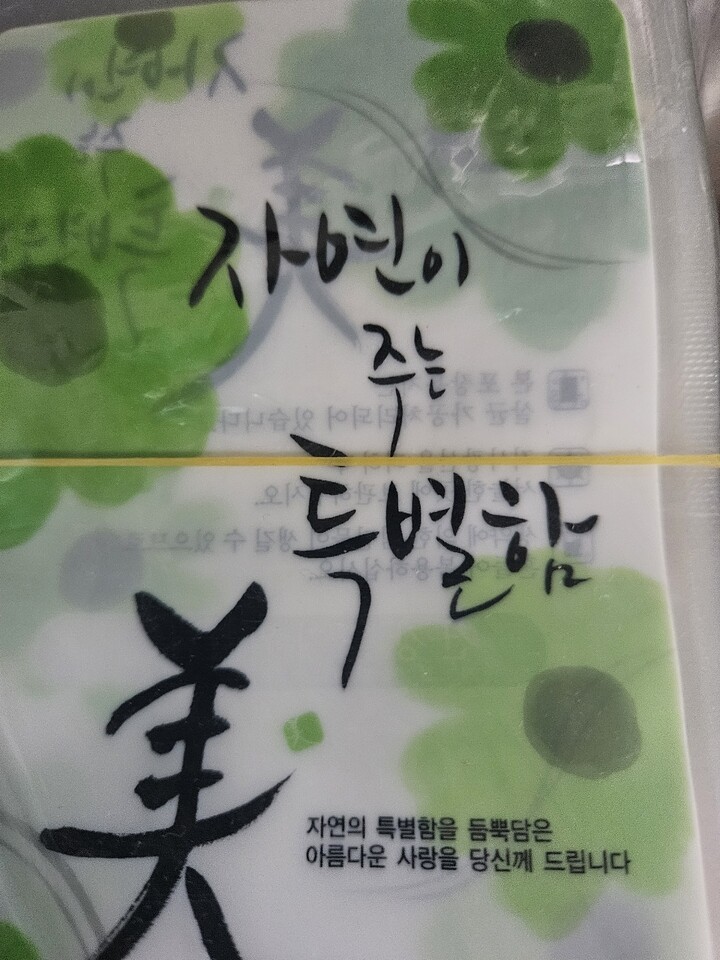 자연이
주는
특별함
美
자연의 특별함을 듬뿍담은
아름다운 사랑을 당신께 드립니다